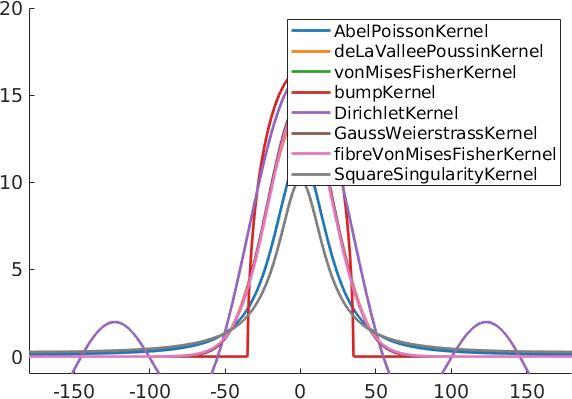 20
AbelPoissonKernel
deLaValleePoussinKernel
vonMisesFisherKernel
15
bumpKernel
DirichletKernel
GaussWeierstrassKernel
fibreVonMisesFisherKernel
10
SquareSingularityKernel
5
0
-150 -100 -50 0 50 100 150